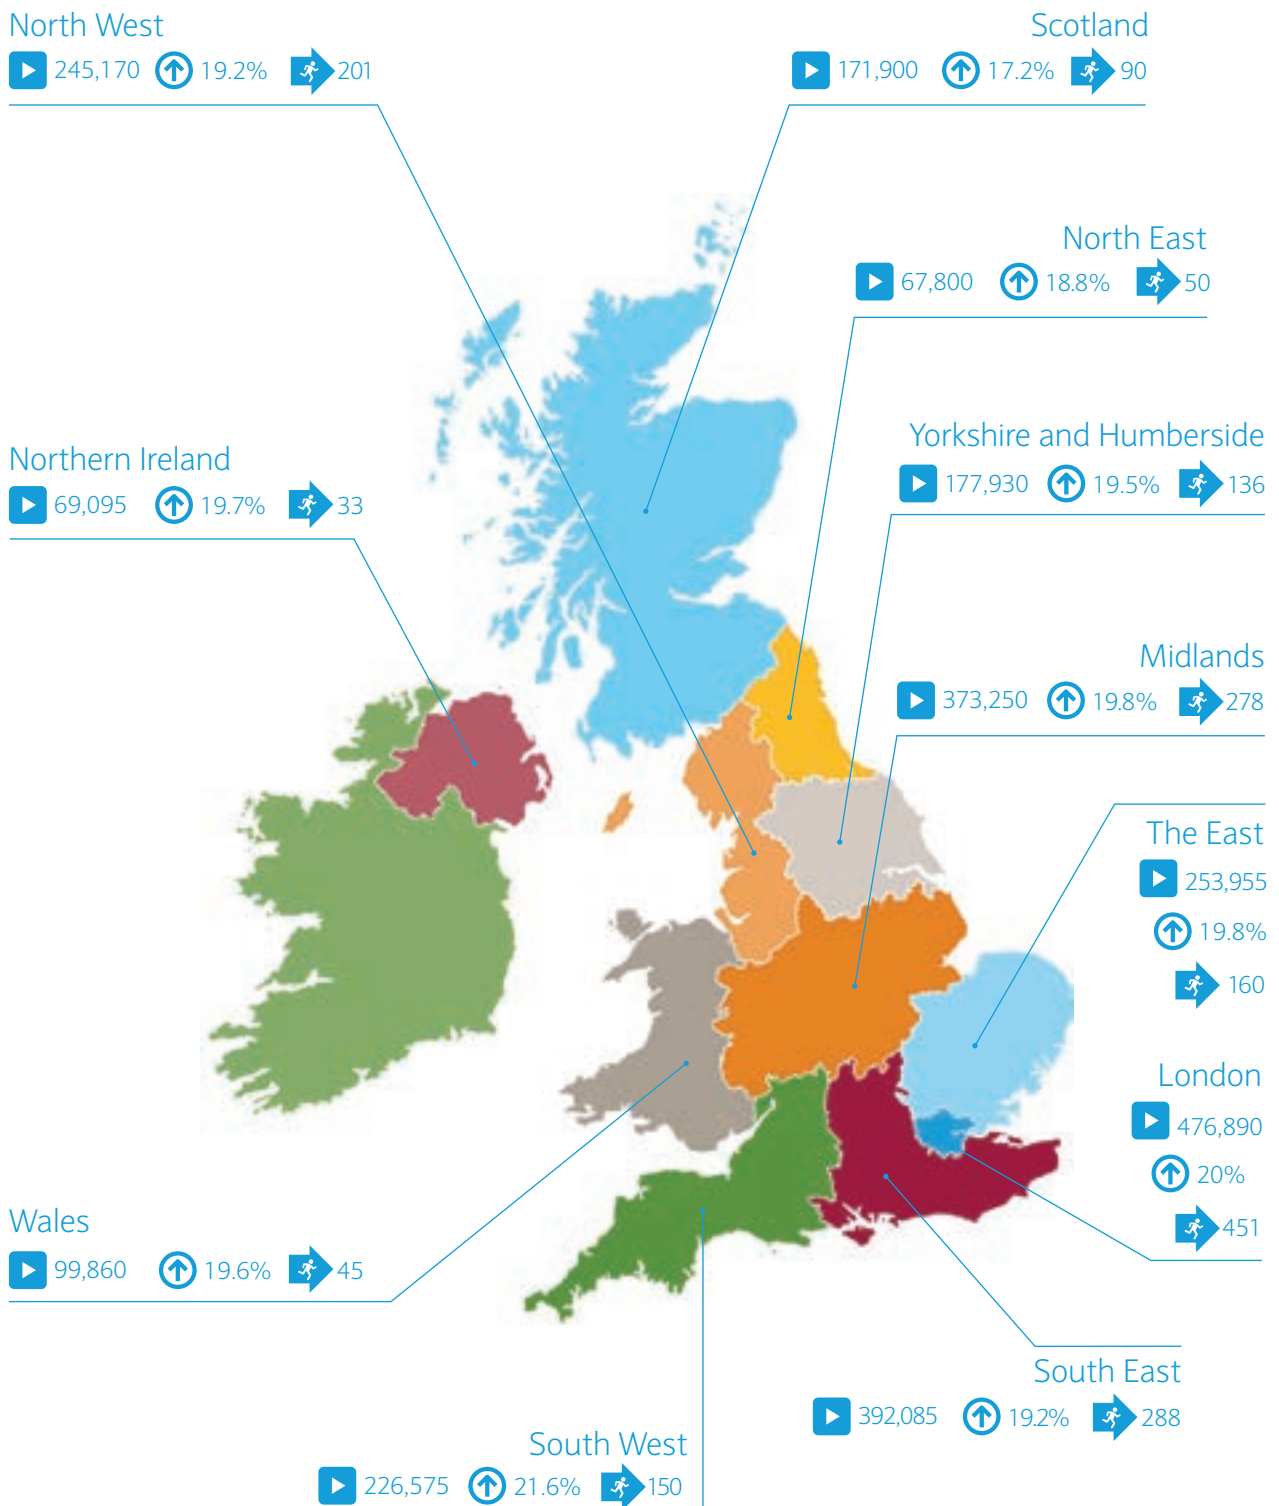 North West
245,170 19.2% 201
Scotland
171,900 17.2% 90
North East
67,800 18.8% 50
Yorkshire and Humberside
177,930 19.5% 136
Northern Ireland
69,095 19.7% 33
Midlands
373,250 19.8% 278
The East
253,955
19.8%
160
London
476,890
20%
451
Wales
99,860 19.6% 45
South East
392,085 19.2% 288
South West
226,575 21.6% 150